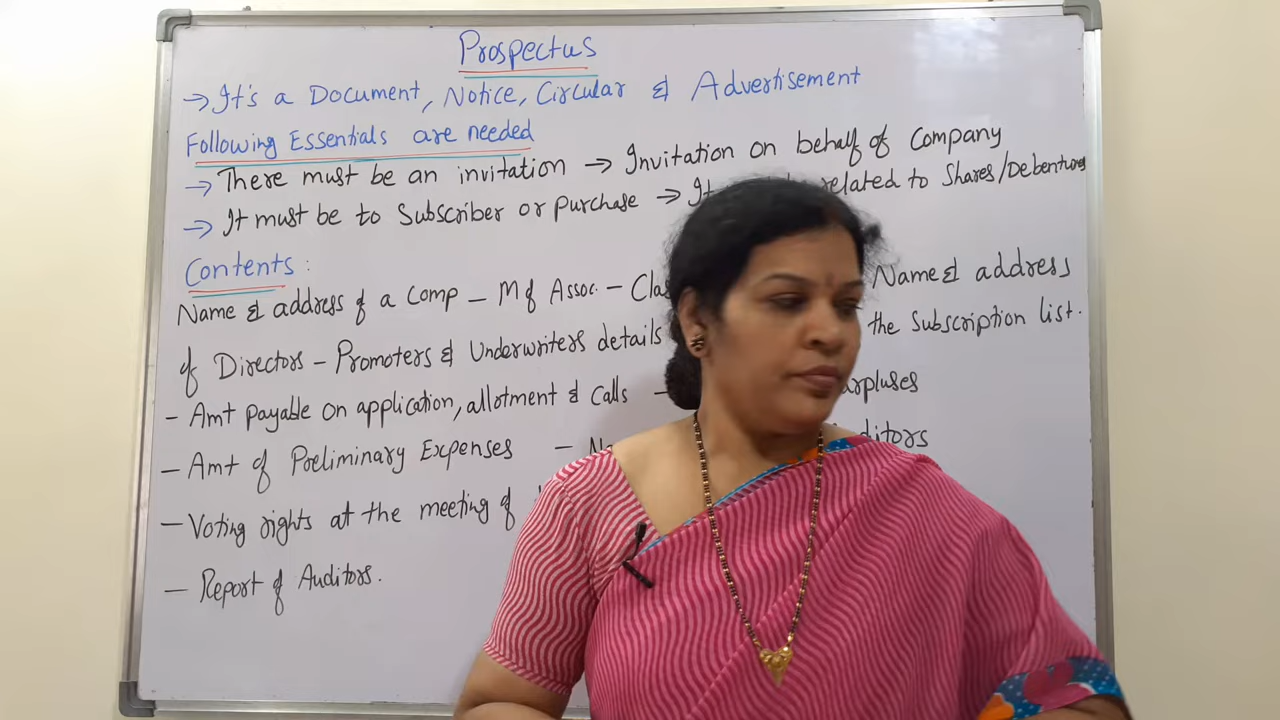 Prospectus
→ It's a Document, Notice, Circular & Advertisement
Following Essentials are needed
→ There must be an invitation → Invitation on behalf of Company
→ It must be to Subscriber or purchase → It related to Shares/Debentures
Contents :
Name & address of a Comp – M of Assoc. – Name & address
of Directors – Promoters & Underwriters details the Subscription list.
– Amt payable on application, allotment & calls –
– Amt of Preliminary Expenses –
– Voting rights at the meeting of
– Report of Auditors.